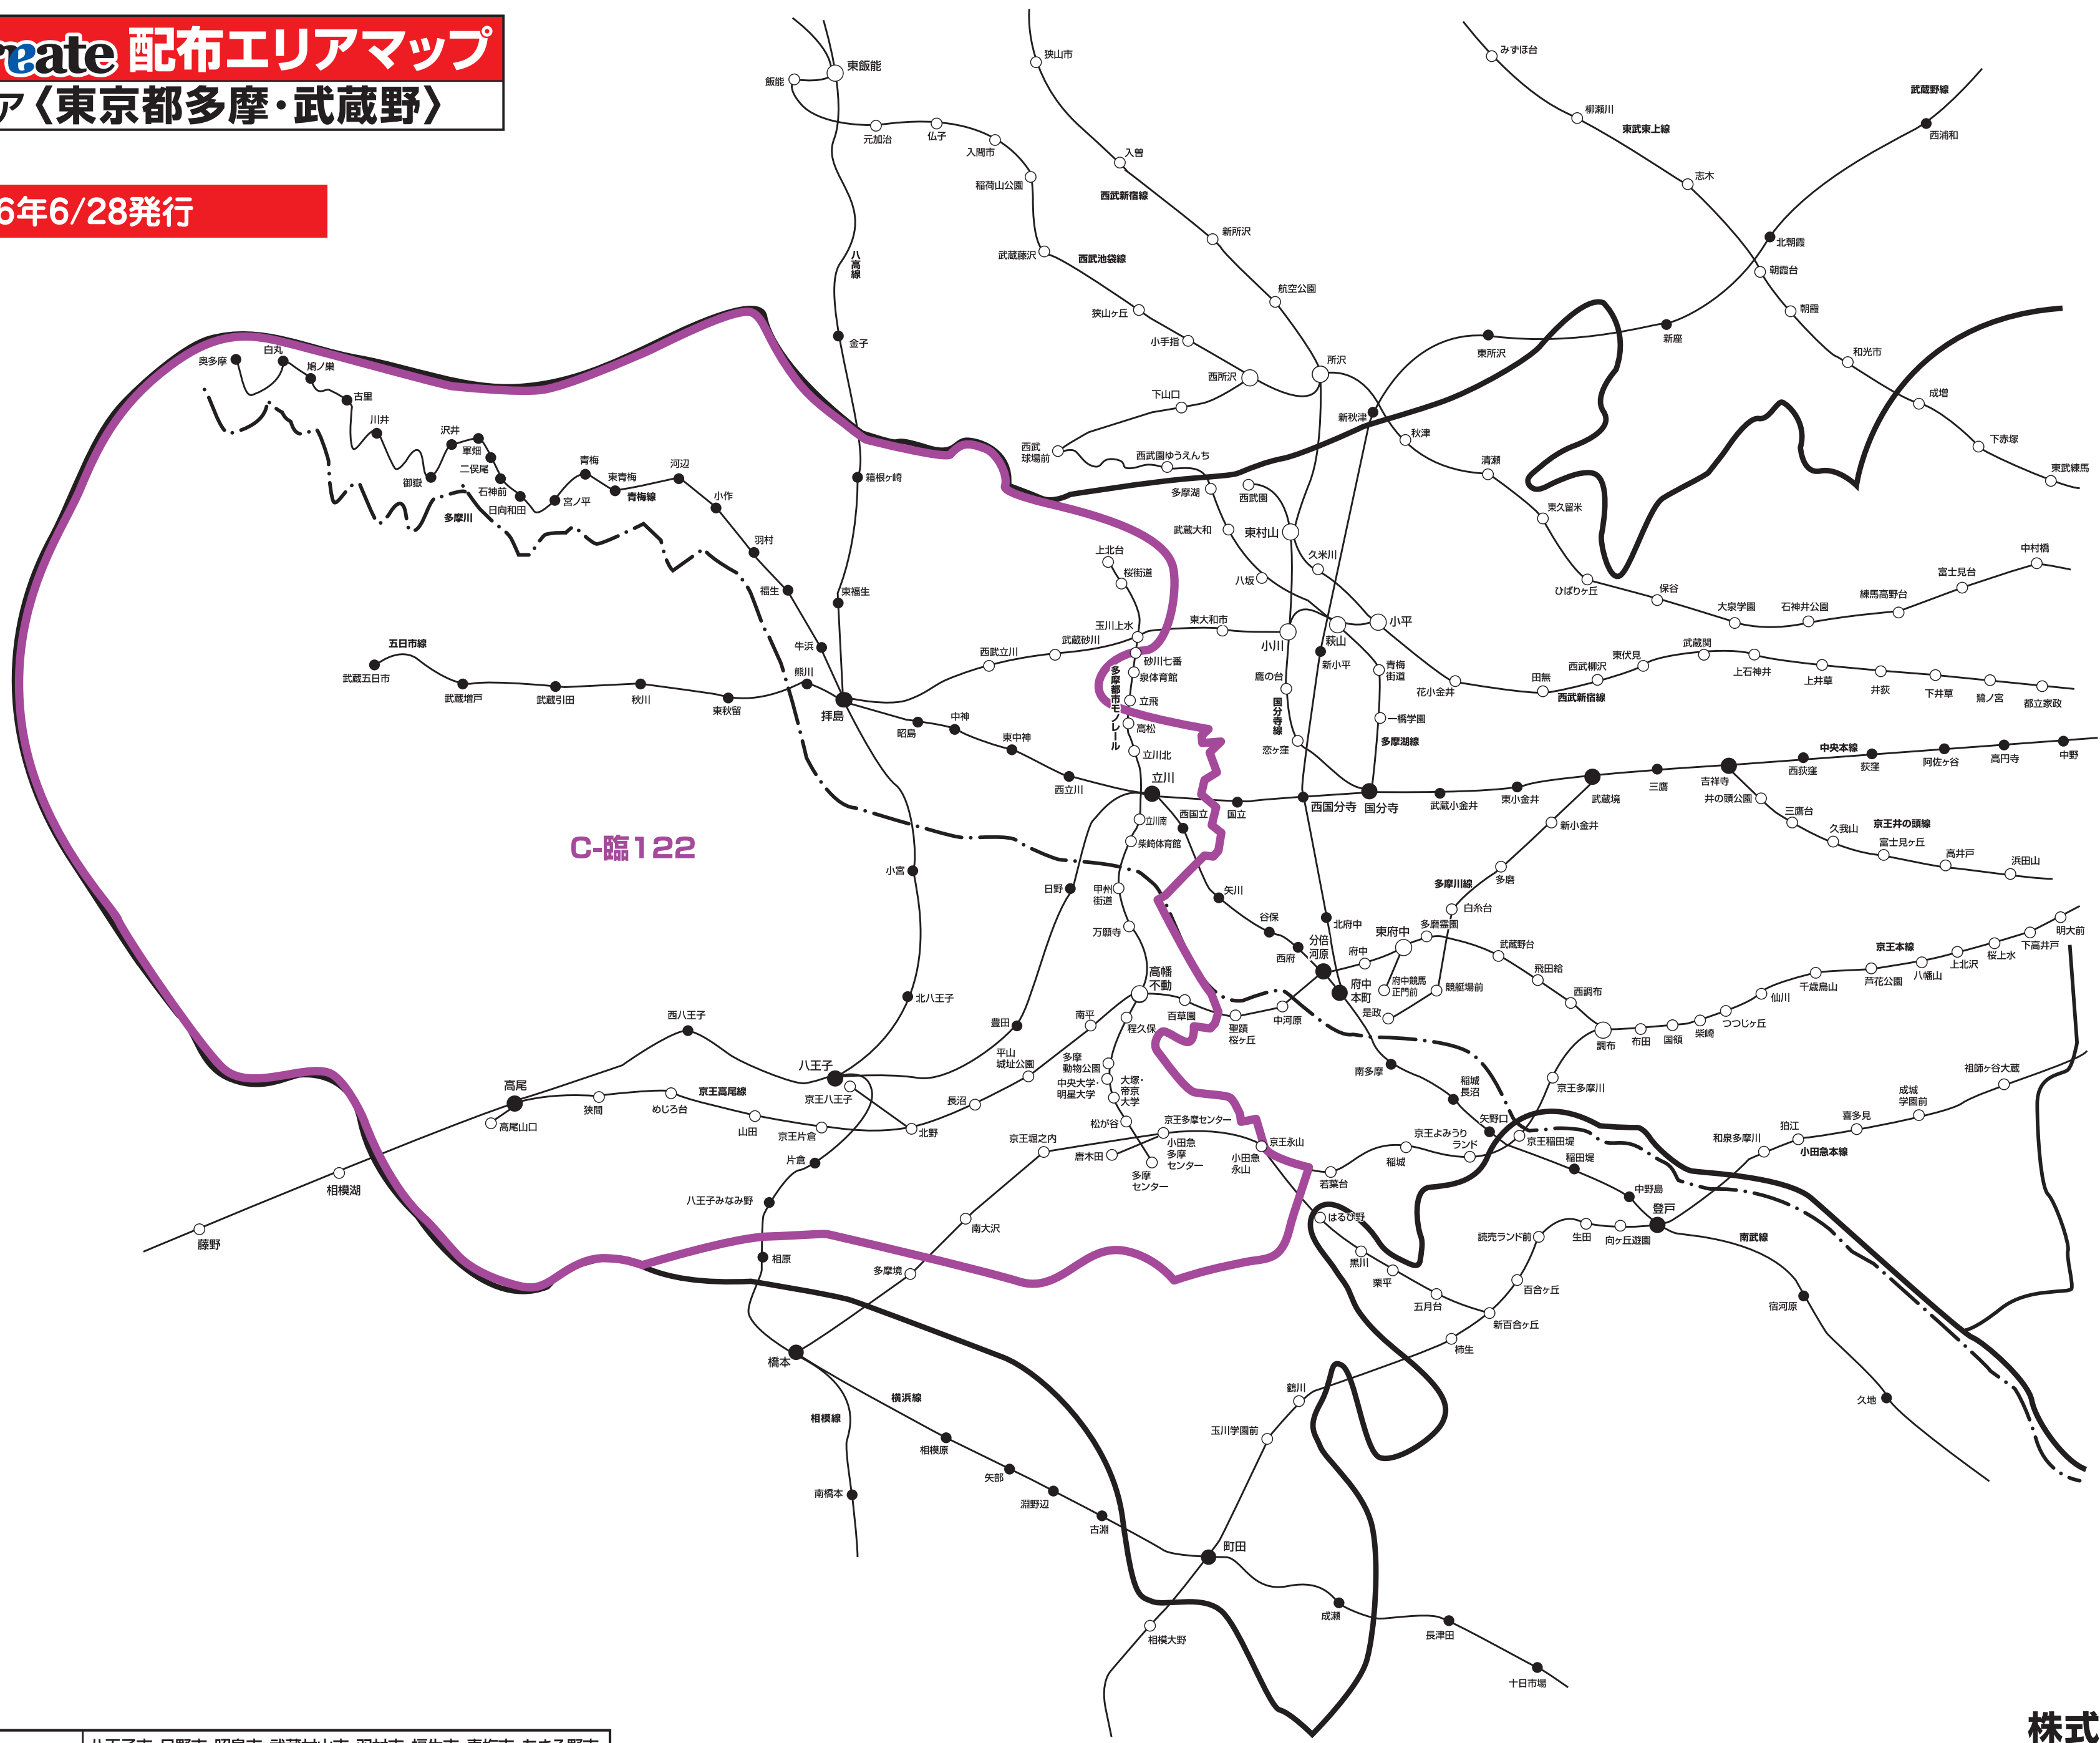 reate 配布エリアマップ
ア〈東京都多摩・武蔵野〉
6年6/28発行
東飯能
飯能
元加治
仏子
入間市
稲荷山公園
武蔵藤沢
西武池袋線
狭山ヶ丘
小手指
西所沢
下山口
西武
球場前
狭山市
入曽
西武新宿線
新所沢
航空公園
所沢
みずほ台
柳瀬川
東武東上線
志木
武蔵野線
西浦和
北朝霞
朝霞台
朝霞
和光市
成増
下赤塚
東武練馬
新座
東所沢
新秋津
秋津
清瀬
東久留米
ひばりヶ丘
保谷
大泉学園
石神井公園
練馬高野台
富士見台
中村橋
八高線
金子
箱根ヶ崎
東福生
奥多摩
白丸
鳩ノ巣
古里
川井
御嶽
沢井
軍畑
二俣尾
石神前
日向和田
宮ノ平
青梅
東青梅
青梅線
河辺
小作
羽村
福生
牛浜
多摩川
西武園ゆうえんち
多摩湖
西武園
武蔵大和
東村山
久米川
八坂
上北台
桜街道
玉川上水
東大和市
小川
萩山
小平
武蔵砂川
西武立川
砂川七番
泉体育館
立飛
高松
立川北
多摩都市モノレール
鷹の台
新小平
青梅
街道
国分寺線
恋ヶ窪
一橋学園
多摩湖線
花小金井
田無
西武新宿線
西武柳沢
東伏見
武蔵関
上石神井
上井草
井荻
下井草
鷺ノ宮
都立家政
五日市線
武蔵五日市
武蔵増戸
武蔵引田
秋川
東秋留
熊川
拝島
昭島
中神
東中神
西立川
立川
西国立
国立
西国分寺
国分寺
武蔵小金井
東小金井
武蔵境
三鷹
吉祥寺
西荻窪
中央本線
荻窪
阿佐ヶ谷
高円寺
中野
井の頭公園
三鷹台
久我山
京王井の頭線
富士見ヶ丘
高井戸
浜田山
新小金井
多磨
多摩川線
白糸台
競艇場前
是政
C-臨122
小宮
日野
立川南
柴崎体育館
甲州
街道
万願寺
高幡
不動
矢川
谷保
西府
分倍
河原
北府中
府中
本町
府中
東府中
多磨霊園
府中競馬
正門前
武蔵野台
飛田給
西調布
調布
布田
国領
柴崎
つつじヶ丘
仙川
千歳烏山
芦花公園
京王本線
八幡山
上北沢
桜上水
下高井戸
明大前
北八王子
豊田
南平
平山
城址公園
長沼
百草園
聖蹟
桜ヶ丘
中河原
程久保
多摩
動物公園
中央大学・
明星大学
大塚・
帝京
大学
松が谷
多摩
センター
西八王子
八王子
京王八王子
高尾
高尾山口
狭間
めじろ台
京王高尾線
山田
京王片倉
北野
片倉
八王子みなみ野
相原
相模湖
藤野
京王堀之内
唐木田
京王多摩センター
小田急
多摩
センター
京王永山
小田急
永山
若葉台
稲城
京王よみうり
ランド
京王稲田堤
京王多摩川
南多摩
稲城
長沼
矢野口
稲田堤
中野島
登戸
南武線
宿河原
久地
和泉多摩川
狛江
小田急本線
喜多見
成城
学園前
祖師ヶ谷大蔵
はるひ野
黒川
栗平
五月台
新百合ヶ丘
百合ヶ丘
読売ランド前
生田
向ヶ丘遊園
柿生
鶴川
玉川学園前
南大沢
多摩境
橋本
横浜線
相模線
南橋本
相模原
矢部
淵野辺
古淵
町田
相模大野
成瀬
長津田
十日市場
株式
八王子市・日野市・昭島市・武蔵村山市・羽村市・福生市・青梅市・あきる野市